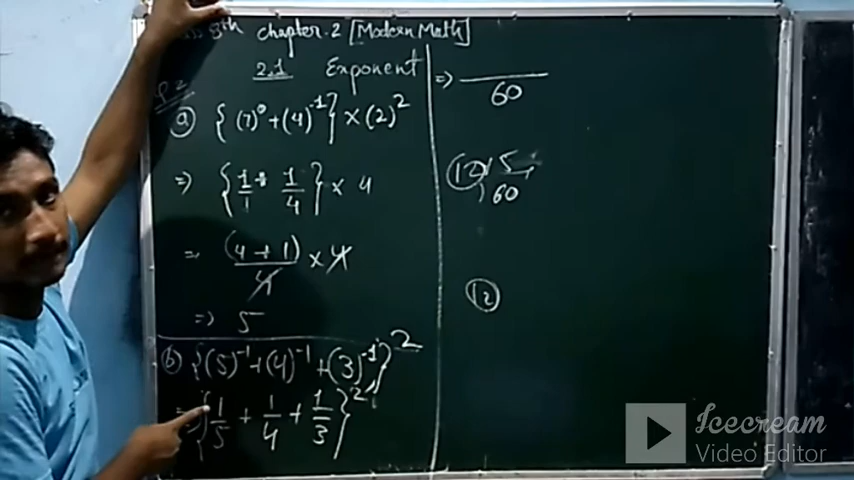 8th chapter-2 [Modern Math]
2.1 Exponent
Q.2
(a) {(7)⁰ + (4)⁻¹} × (2)²
⇒ {1/1 + 1/4} × 4
⇒ (4+1)/4 × 4
⇒ 5
(b) {(5)⁻¹ + (4)⁻¹ + (3)⁻¹}²
⇒ {1/5 + 1/4 + 1/3}²
⇒ /60
12 5
60
12
Icecream
Video Editor